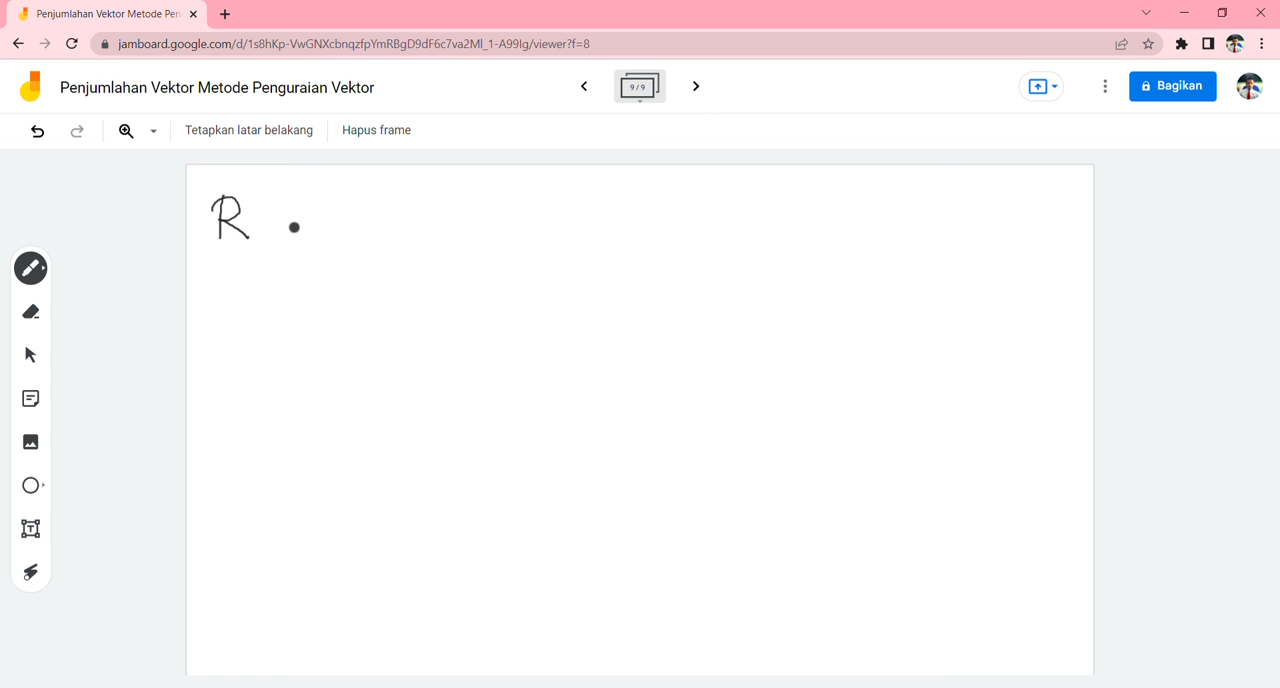 Penjumlahan Vektor Metode Pen
jamboard.google.com/d/1s8hKp-VwGNXcbnqzfpYmRBgD9dF6c7va2Ml_1-A99Ig/viewer?f=8
Penjumlahan Vektor Metode Penguraian Vektor
9 / 9
Bagikan
Tetapkan latar belakang
Hapus frame
R
T